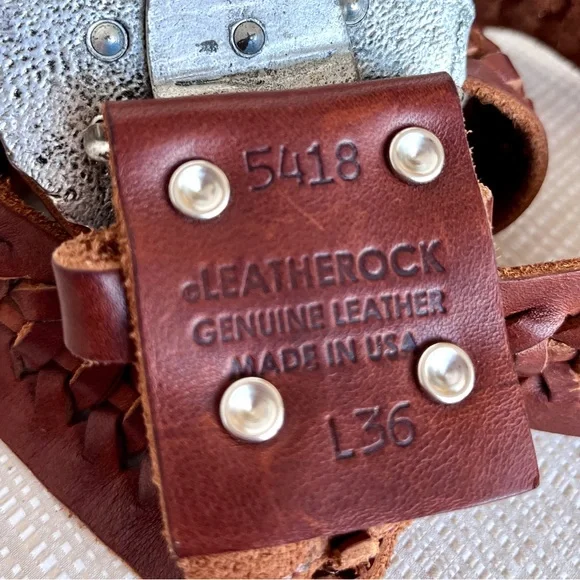 5418
©LEATHEROCK
GENUINE LEATHER
MADE IN USA
L36